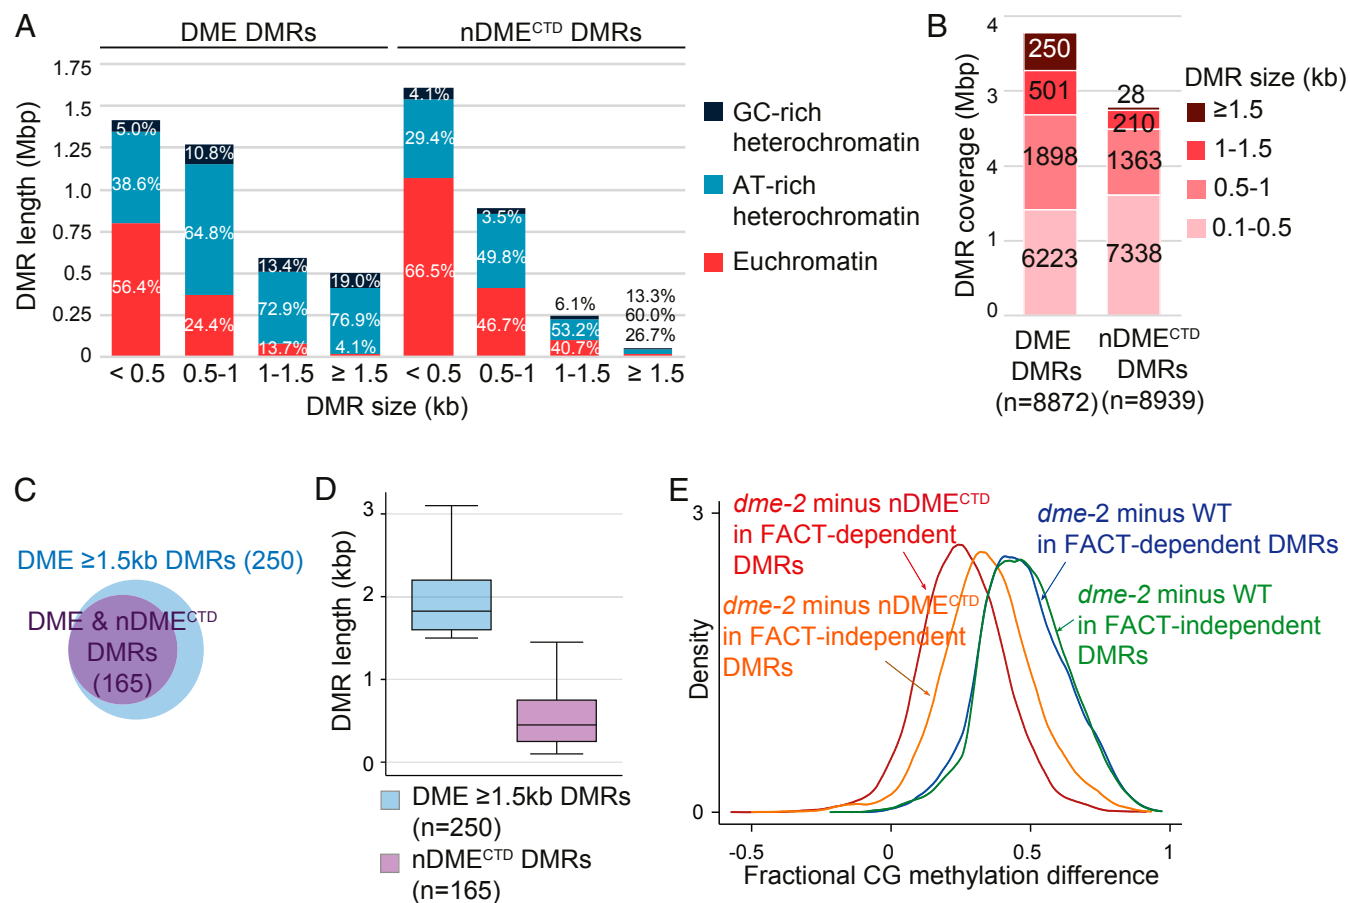 A
DME DMRs
nDMECTD DMRs
DMR length (Mbp)
1.75
1.5
1.25
1.0
0.75
0.5
0.25
0
5.0%
38.6%
56.4%
10.8%
64.8%
24.4%
13.4%
72.9%
13.7%
19.0%
76.9%
4.1%
4.1%
29.4%
66.5%
3.5%
49.8%
46.7%
6.1%
53.2%
40.7%
13.3%
60.0%
26.7%
< 0.5
0.5-1
1-1.5
≥ 1.5
< 0.5
0.5-1
1-1.5
≥ 1.5
DMR size (kb)
GC-rich
heterochromatin
AT-rich
heterochromatin
Euchromatin
B
DMR coverage (Mbp)
4
3
4
1
0
250
501
1898
6223
28
210
1363
7338
DME
DMRs
(n=8872)
nDMECTD
DMRs
(n=8939)
DMR size (kb)
≥1.5
1-1.5
0.5-1
0.1-0.5
C
DME ≥1.5kb DMRs (250)
DME & nDMECTD
DMRs
(165)
D
DMR length (kbp)
3
2
1
0
DME ≥1.5kb DMRs
(n=250)
nDMECTD DMRs
(n=165)
E
dme-2 minus nDMECTD
in FACT-dependent
DMRs
dme-2 minus nDMECTD
in FACT-independent
DMRs
dme-2 minus WT
in FACT-dependent DMRs
dme-2 minus WT
in FACT-independent
DMRs
Density
3
0
-0.5
0
0.5
1
Fractional CG methylation difference